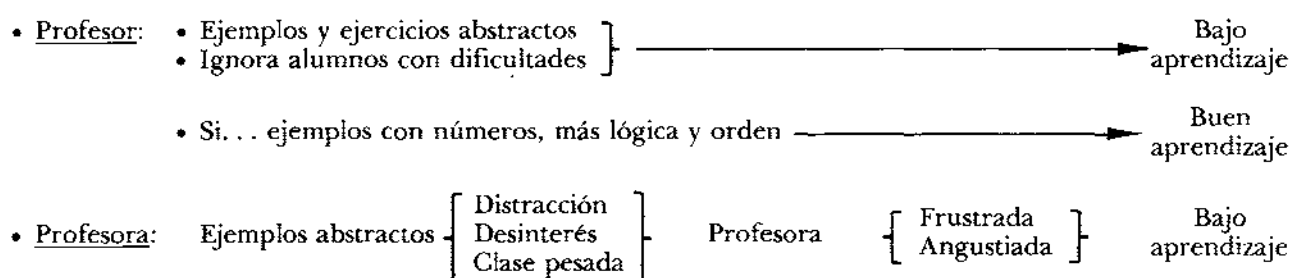 • Profesor: • Ejemplos y ejercicios abstractos Bajo
• Ignora alumnos con dificultades aprendizaje
• Si. . . ejemplos con números, más lógica y orden Buen
aprendizaje
Distracción
• Profesora: Ejemplos abstractos Desinterés Profesora Frustrada Bajo
Clase pesada Angustiada aprendizaje